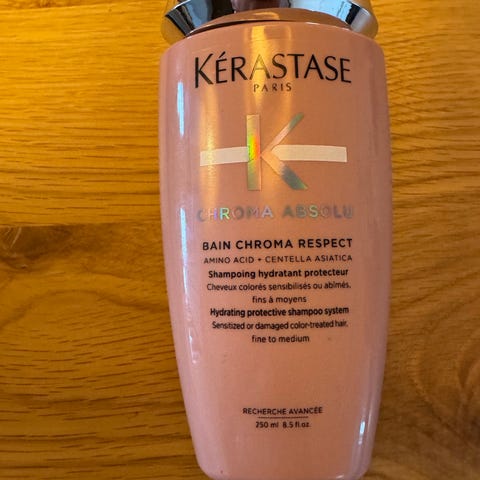 KÉRASTASE
PARIS
K
CHROMA ABSOLU
BAIN CHROMA RESPECT
AMINO ACID + CENTELLA ASIATICA
Shampoing hydratant protecteur
Cheveux colorés sensibilisés ou abîmés,
fins à moyens
Hydrating protective shampoo system
Sensitized or damaged color-treated hair,
fine to medium
RECHERCHE AVANCÉE
250 ml 8.5 fl.oz.